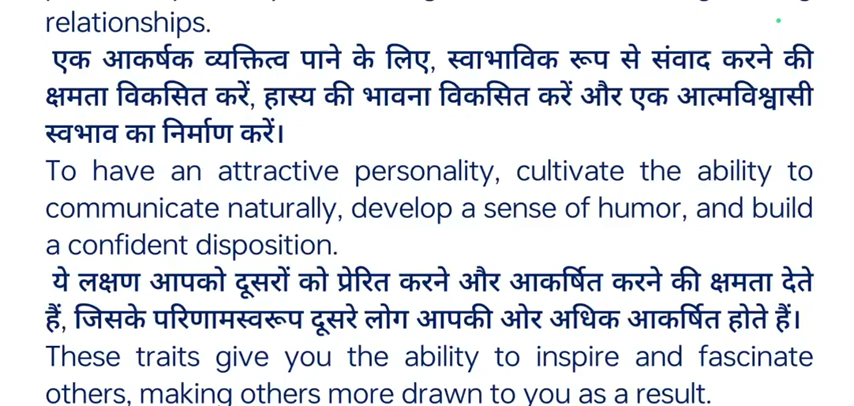 relationships.
एक आकर्षक व्यक्तित्व पाने के लिए, स्वाभाविक रूप से संवाद करने की
क्षमता विकसित करें, हास्य की भावना विकसित करें और एक आत्मविश्वासी
स्वभाव का निर्माण करें।
To have an attractive personality, cultivate the ability to
communicate naturally, develop a sense of humor, and build
a confident disposition.
ये लक्षण आपको दूसरों को प्रेरित करने और आकर्षित करने की क्षमता देते
हैं, जिसके परिणामस्वरूप दूसरे लोग आपकी ओर अधिक आकर्षित होते हैं।
These traits give you the ability to inspire and fascinate
others, making others more drawn to you as a result.